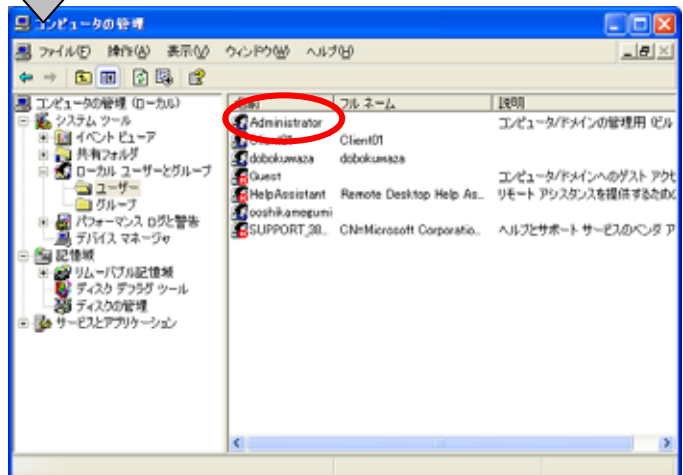 コンピュータの管理
ファイル(F) 操作(A) 表示(V) ウィンドウ(W) ヘルプ(H)
コンピュータの管理 (ローカル)
システム ツール
イベント ビューア
共有フォルダ
ローカル ユーザーとグループ
ユーザー
グループ
パフォーマンス ログと警告
デバイス マネージャ
記憶域
リムーバブル記憶域
ディスク デフラグ ツール
ディスクの管理
サービスとアプリケーション
名前 フル ネーム 説明
Administrator コンピュータ/ドメインの管理用 (ビル
Client01 Client01
dobokuwaza dobokuwaza
Guest コンピュータ/ドメインへのゲスト アクセ
HelpAssistant Remote Desktop Help As... リモート アシスタンスを提供するための
ooshikamegumi
SUPPORT_38... CN=Microsoft Corporatio... ヘルプとサポート サービスのベンダ ア